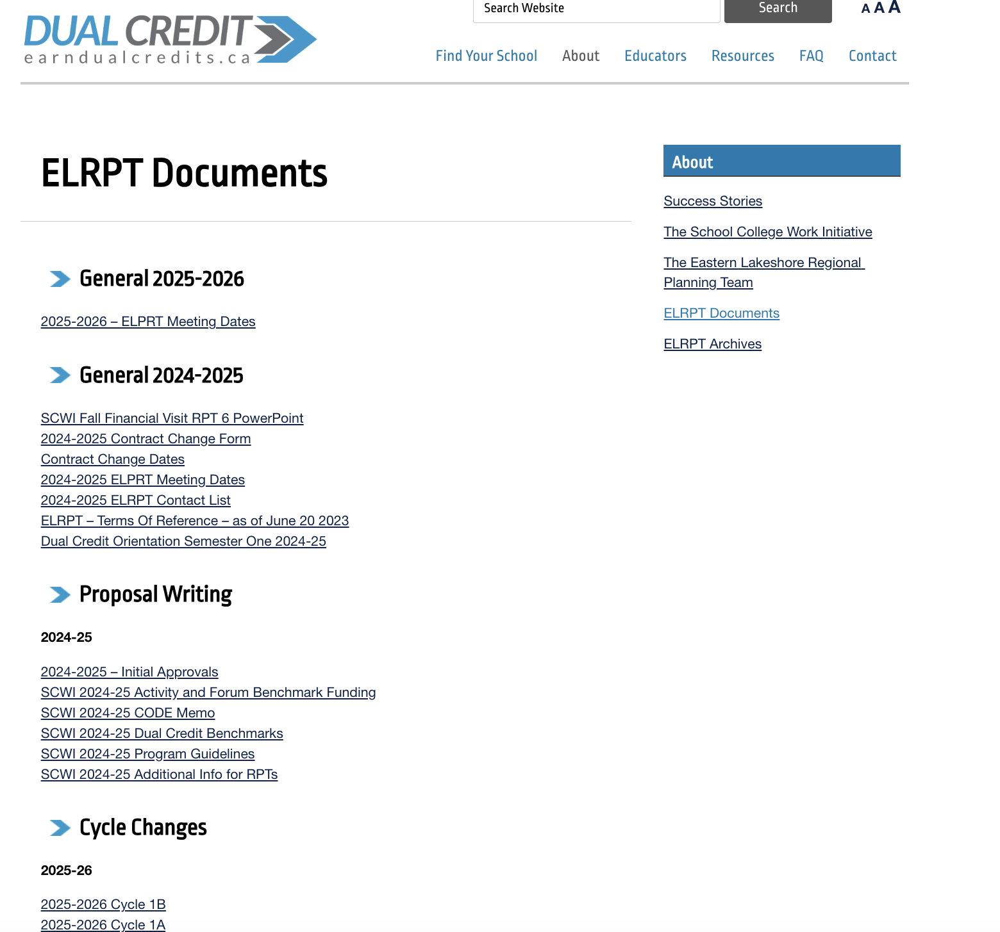 Search Website
Search
A A A
DUAL CREDIT
earndualcredits.ca
Find Your School
About
Educators
Resources
FAQ
Contact
ELRPT Documents
General 2025-2026
2025-2026 – ELPRT Meeting Dates
General 2024-2025
SCWI Fall Financial Visit RPT 6 PowerPoint
2024-2025 Contract Change Form
Contract Change Dates
2024-2025 ELPRT Meeting Dates
2024-2025 ELRPT Contact List
ELRPT – Terms Of Reference – as of June 20 2023
Dual Credit Orientation Semester One 2024-25
Proposal Writing
2024-25
2024-2025 – Initial Approvals
SCWI 2024-25 Activity and Forum Benchmark Funding
SCWI 2024-25 CODE Memo
SCWI 2024-25 Dual Credit Benchmarks
SCWI 2024-25 Program Guidelines
SCWI 2024-25 Additional Info for RPTs
Cycle Changes
2025-26
2025-2026 Cycle 1B
2025-2026 Cycle 1A
About
Success Stories
The School College Work Initiative
The Eastern Lakeshore Regional
Planning Team
ELRPT Documents
ELRPT Archives